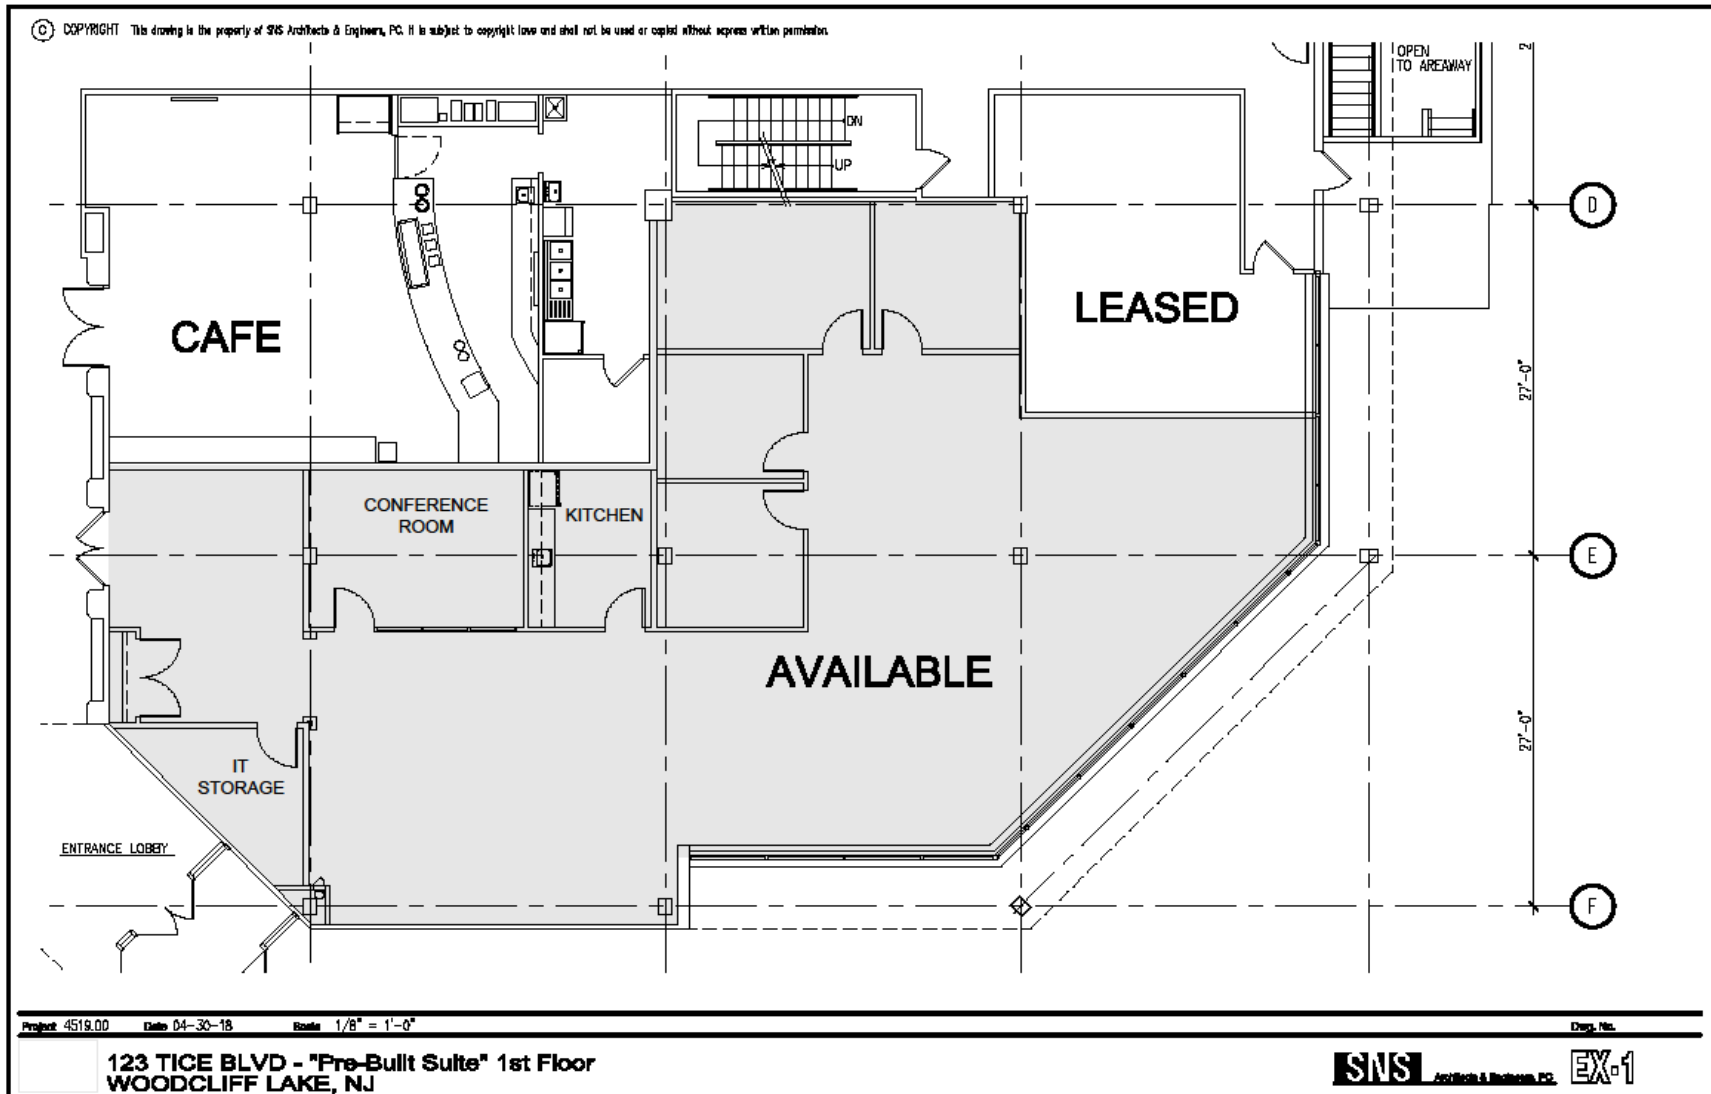 © COPYRIGHT This drawing is the property of SNS Architects & Engineers, PC. It is subject to copyright laws and shall not be used or copied without express written permission.
OPEN
TO AREAWAY
2
DN
UP
D
CAFE
LEASED
27'-0"
CONFERENCE
ROOM
KITCHEN
E
AVAILABLE
27'-0"
IT
STORAGE
ENTRANCE LOBBY
F
Project 4519.00 Date 04-30-18 Scale 1/8" = 1'-0"
Dwg. No.
123 TICE BLVD - "Pre-Built Suite" 1st Floor
WOODCLIFF LAKE, NJ
SNS Architects & Engineers, PC EX-1